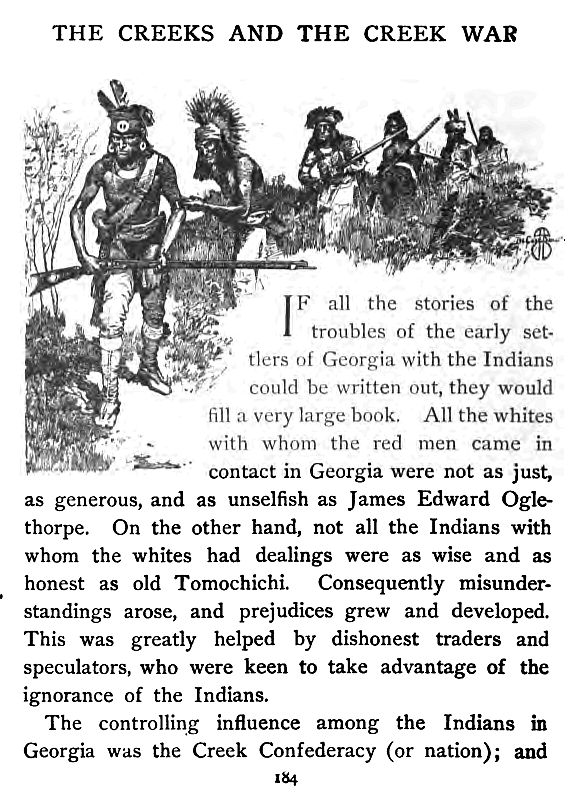 THE CREEKS AND THE CREEK WAR
IF all the stories of the
troubles of the early set-
tlers of Georgia with the Indians
could be written out, they would
fill a very large book. All the whites
with whom the red men came in
contact in Georgia were not as just,
as generous, and as unselfish as James Edward Ogle-
thorpe. On the other hand, not all the Indians with
whom the whites had dealings were as wise and as
honest as old Tomochichi. Consequently misunder-
standings arose, and prejudices grew and developed.
This was greatly helped by dishonest traders and
speculators, who were keen to take advantage of the
ignorance of the Indians.
The controlling influence among the Indians in
Georgia was the Creek Confederacy (or nation); and
184